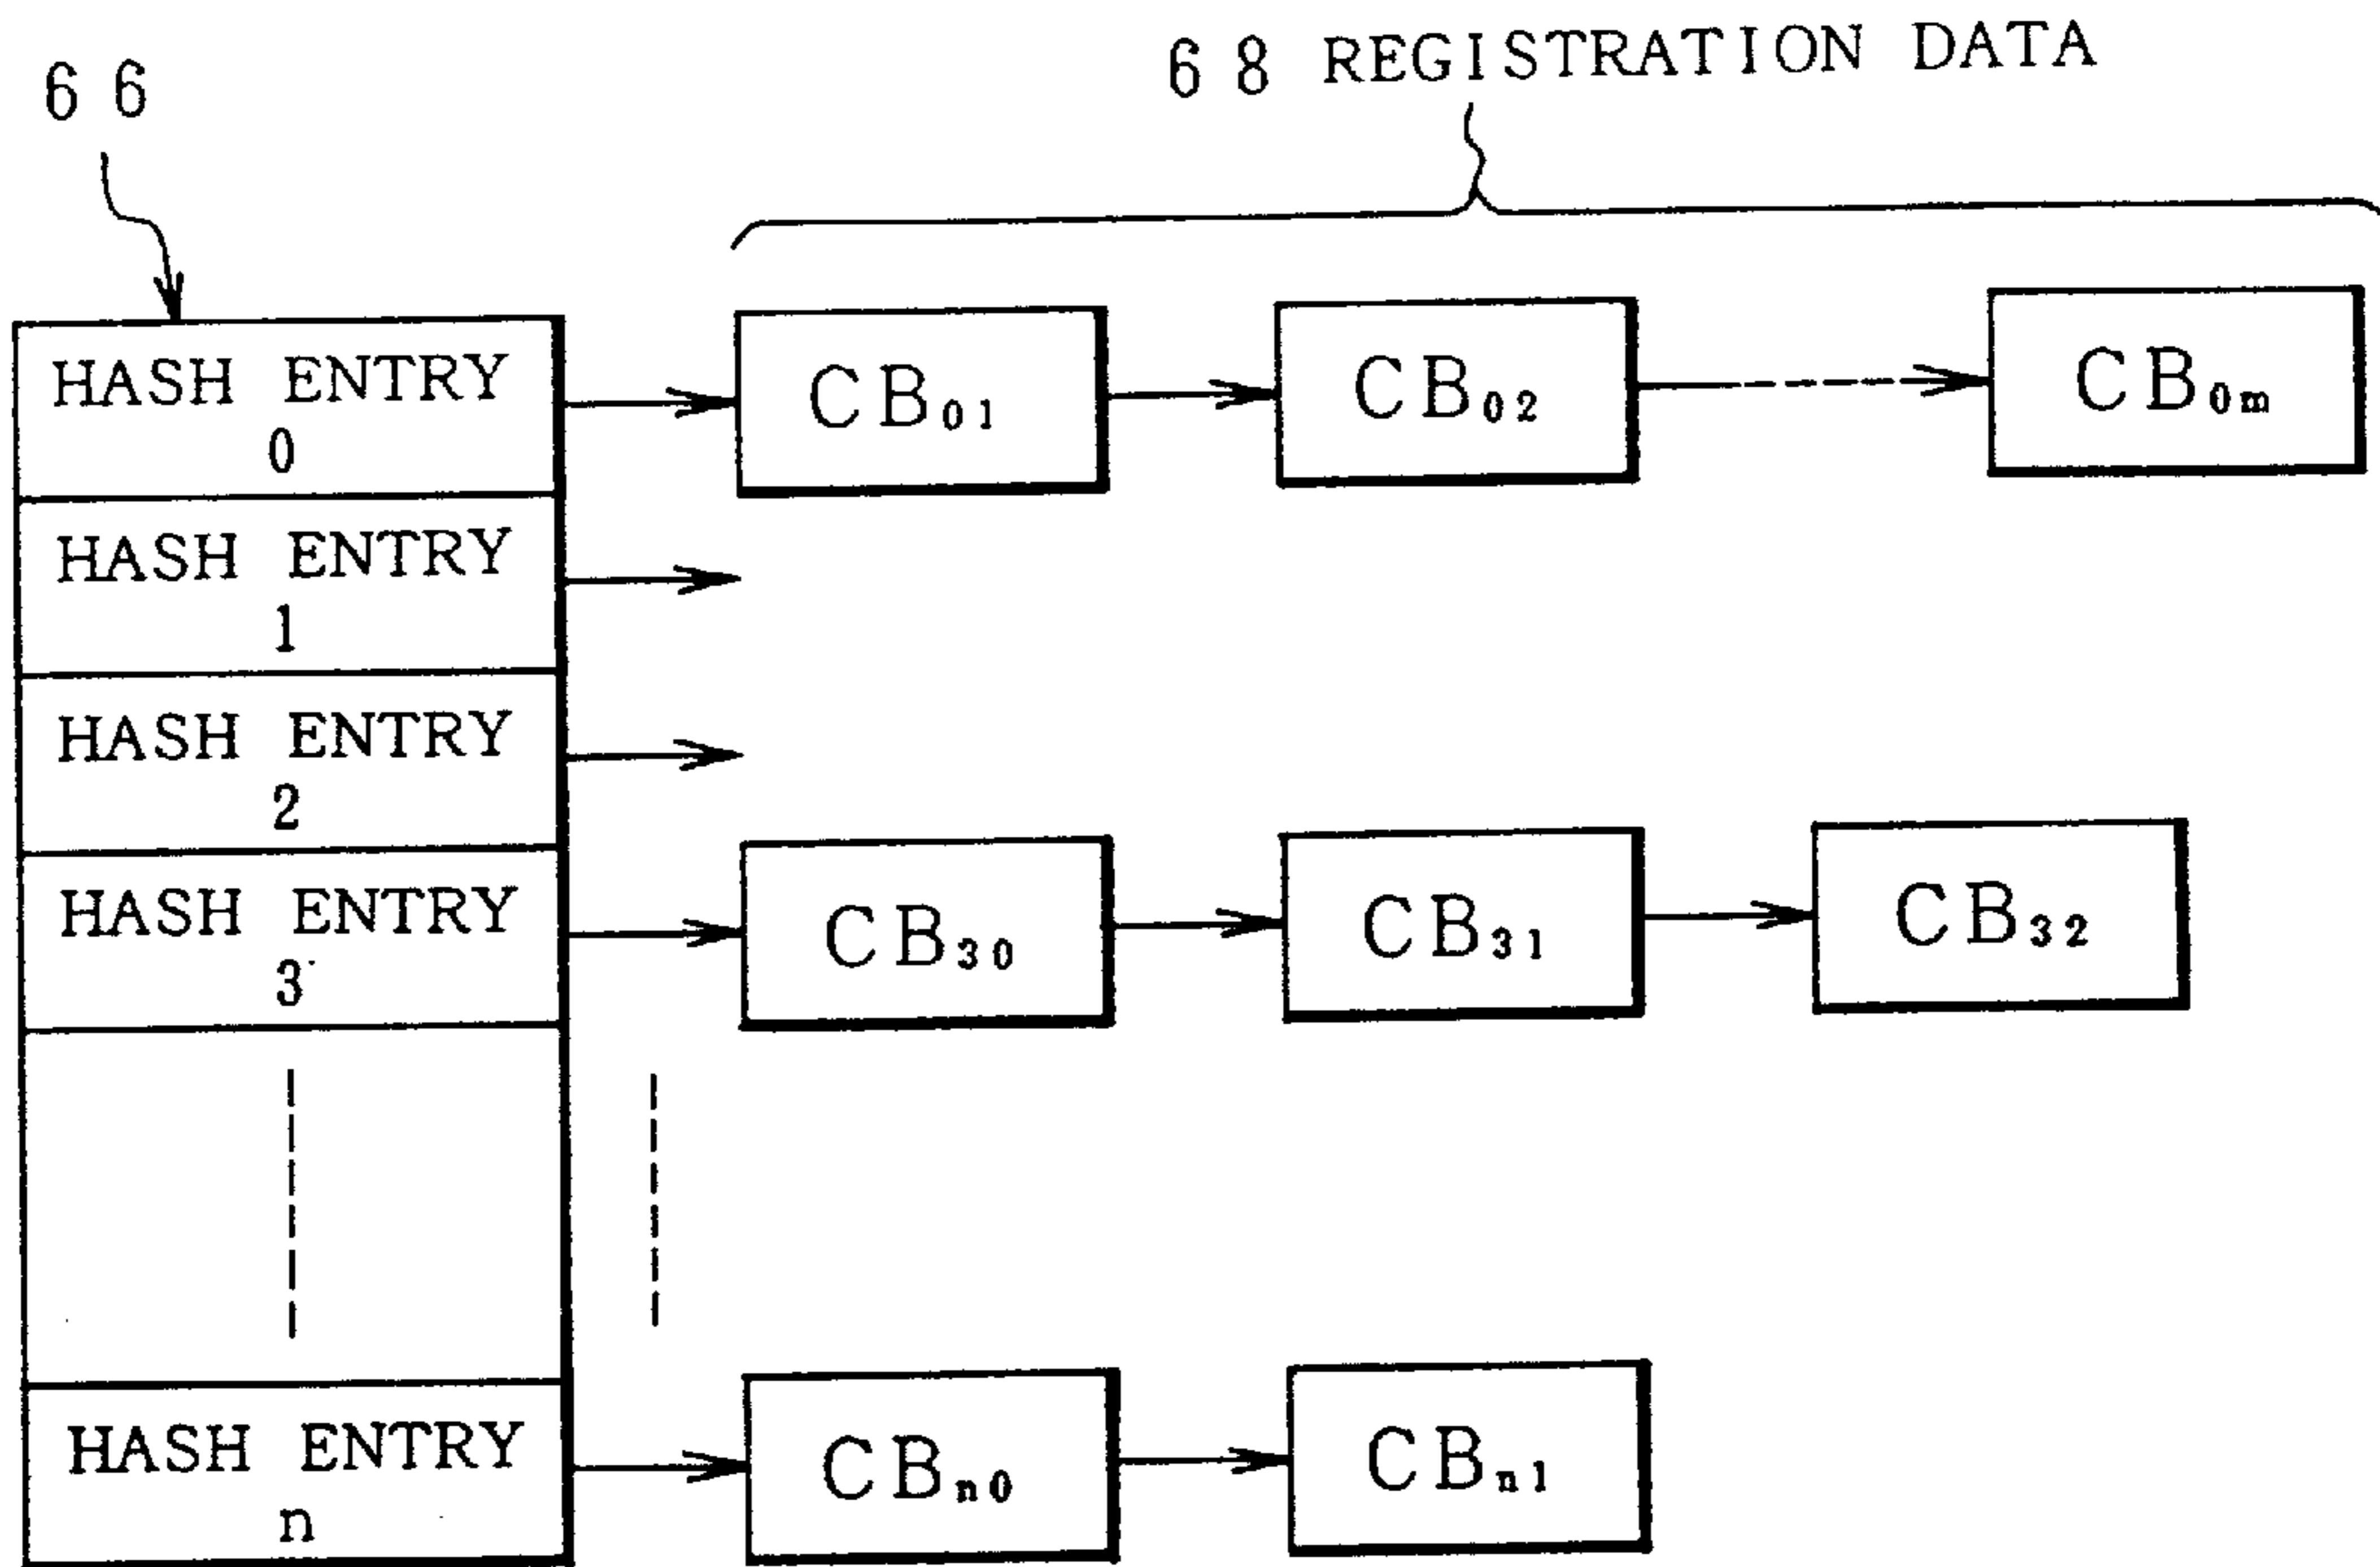 66
68 REGISTRATION DATA
HASH ENTRY
0
CB₀₁
CB₀₂
CB₀ₘ
HASH ENTRY
1
HASH ENTRY
2
HASH ENTRY
3
CB₃₀
CB₃₁
CB₃₂
HASH ENTRY
n
CBₙ₀
CBₙ₁